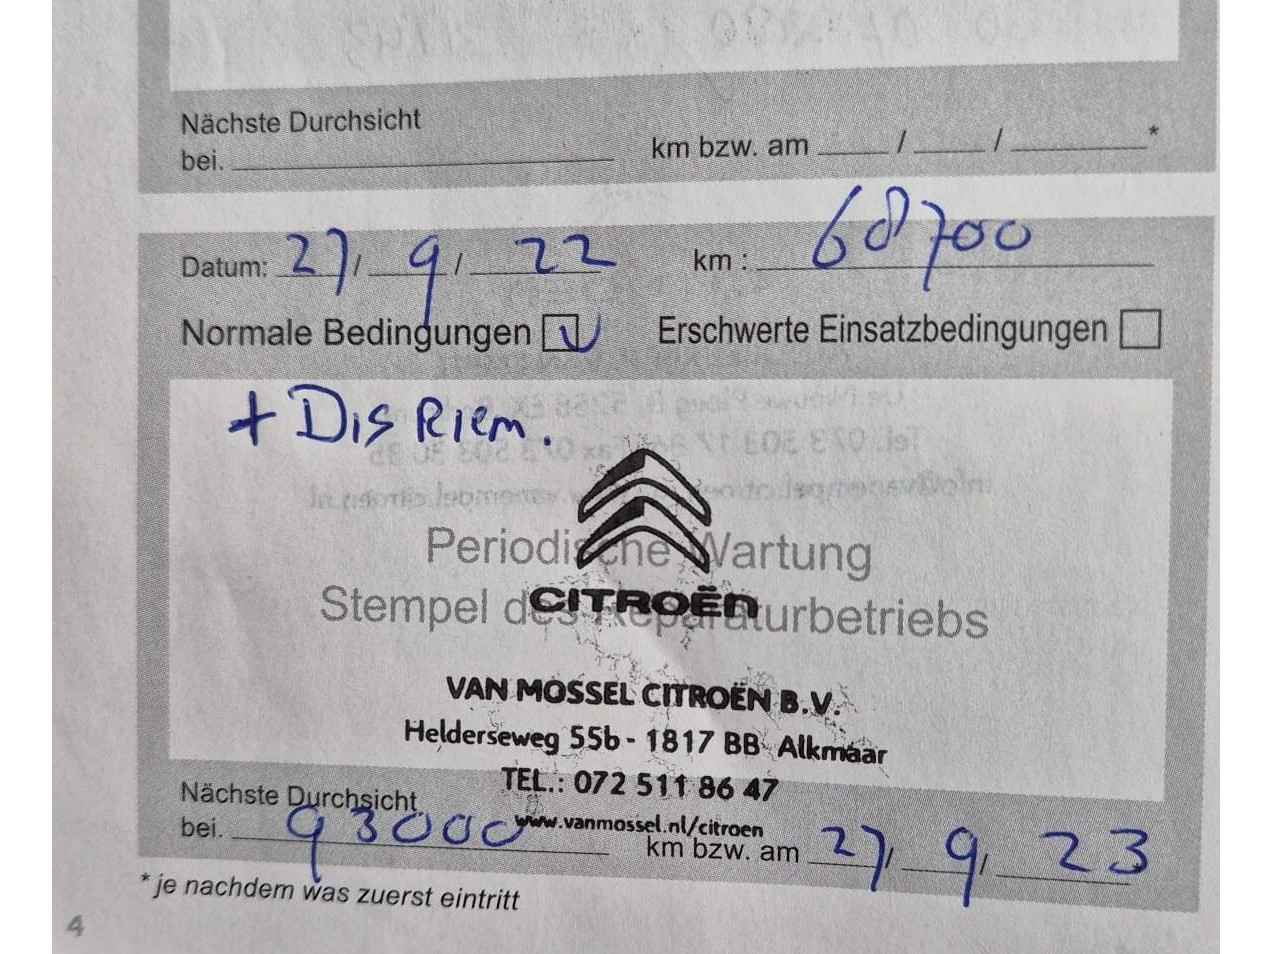 Nächste Durchsicht
bei. km bzw. am / / *
Datum: 27 / 9 / 22 km : 68700
Normale Bedingungen Erschwerte Einsatzbedingungen
+ Dis Riem.
Periodische Wartung
Stempel des Reparaturbetriebs
CITROËN
VAN MOSSEL CITROËN B.V.
Helderseweg 55b - 1817 BB Alkmaar
TEL.: 072 511 86 47
www.vanmossel.nl/citroen
Nächste Durchsicht
bei. 93000 km bzw. am 27 / 9 / 23
* je nachdem was zuerst eintritt
4